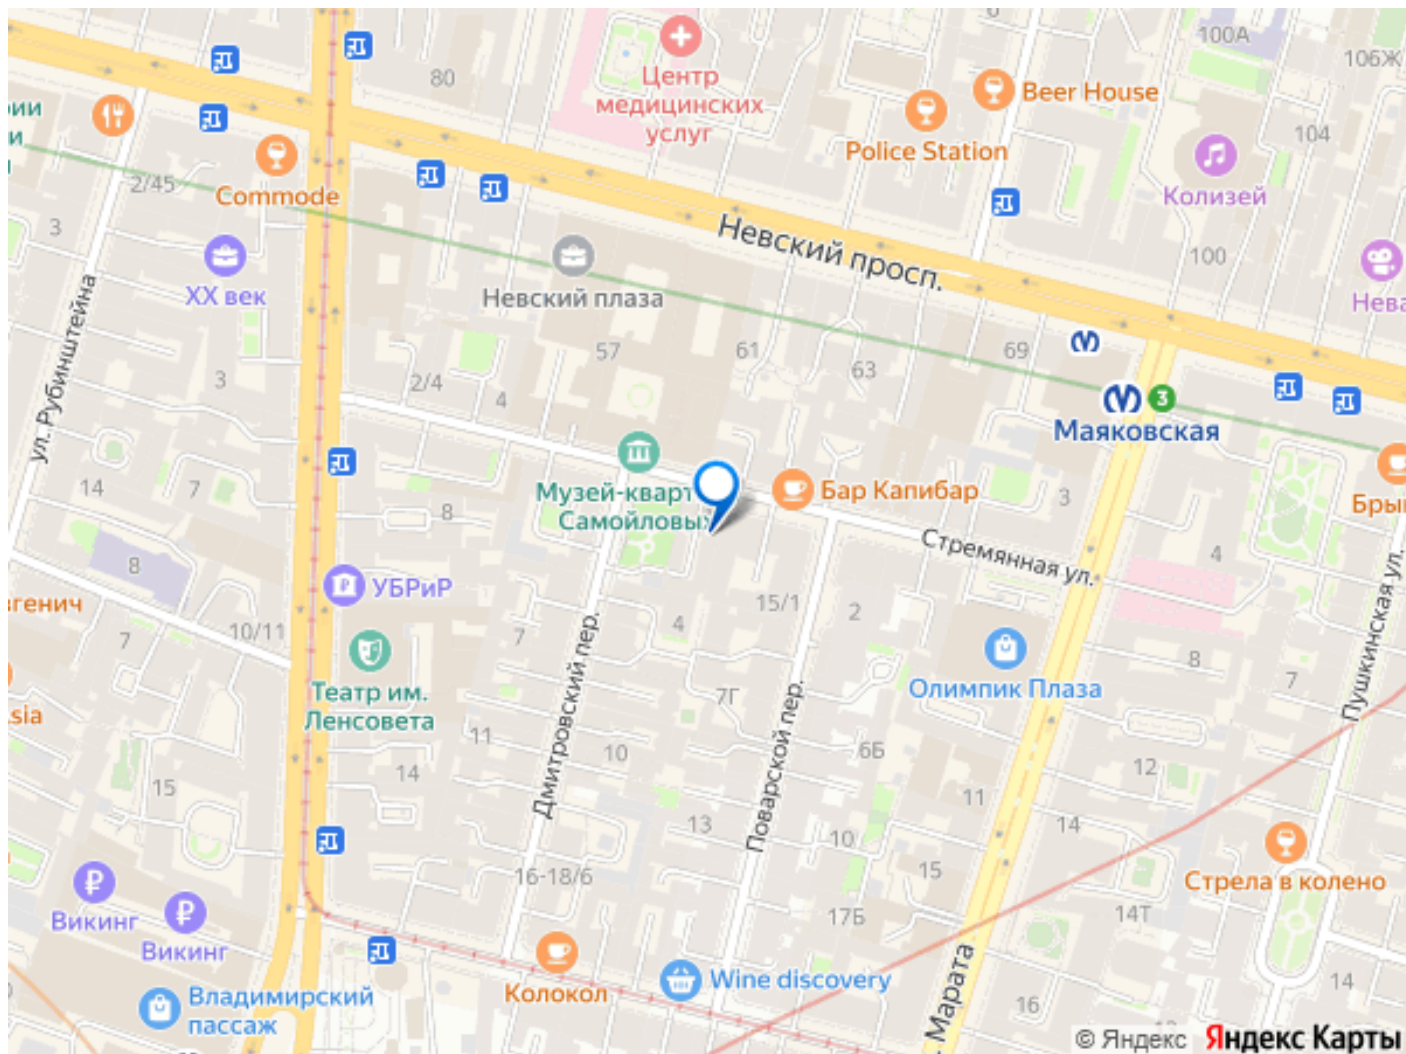 100А
106Ж
80
Центр
медицинских
услуг
Beer House
рии
и
Police Station
104
2/45
Commode
Колизей
3
Невский просп.
100
XX век
Невский плаза
Нева
ул. Рубинштейна
57
61
63
69
3
2/4
4
3
Маяковская
14
7
8
Музей-кварт
Самойловых
Бар Капибар
3
Брын
Стремянная ул.
4
8
УБРиР
вгенич
7
10/11
7
4
15/1
2
Дмитровский пер.
Пушкинская ул.
8
7
Театр им.
Ленсовета
Олимпик Плаза
sia
7Г
Поварской пер.
11
10
6Б
12
14
15
11
13
10
14
15
16-18/6
Стрела в колено
Викинг
Викинг
17Б
14Т
Wine discovery
Колокол
Владимирский
пассаж
Марата
14
16
© Яндекс Яндекс Карты